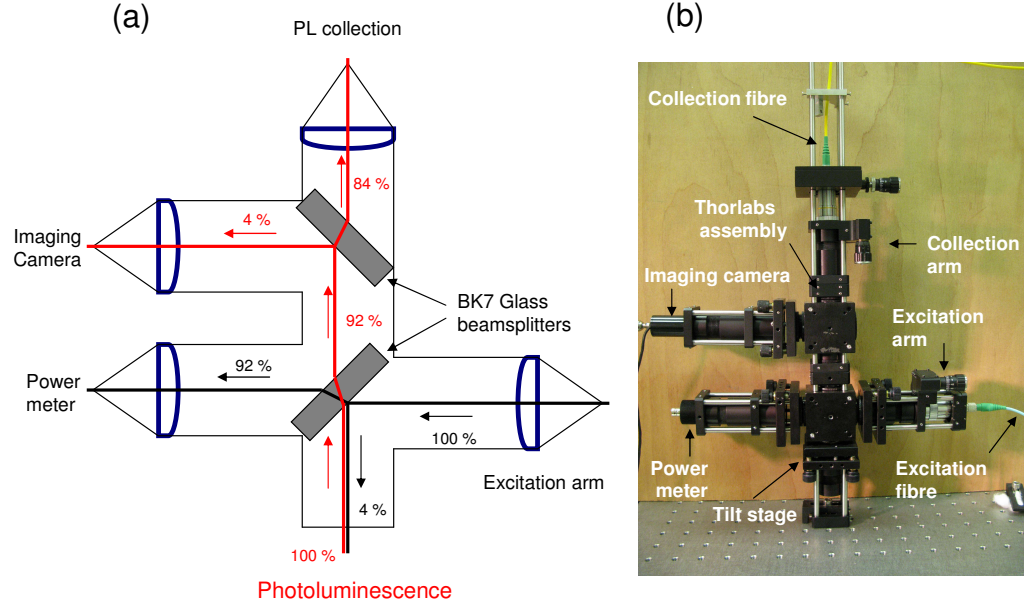 (a)
PL collection
84 %
4 %
Imaging
Camera
BK7 Glass
beamsplitters
92 %
Power
meter
92 %
100 %
Excitation arm
4 %
100 %
Photoluminescence
(b)
Collection fibre
Thorlabs
assembly
Collection
arm
Imaging camera
Excitation
arm
Power
meter
Excitation
fibre
Tilt stage